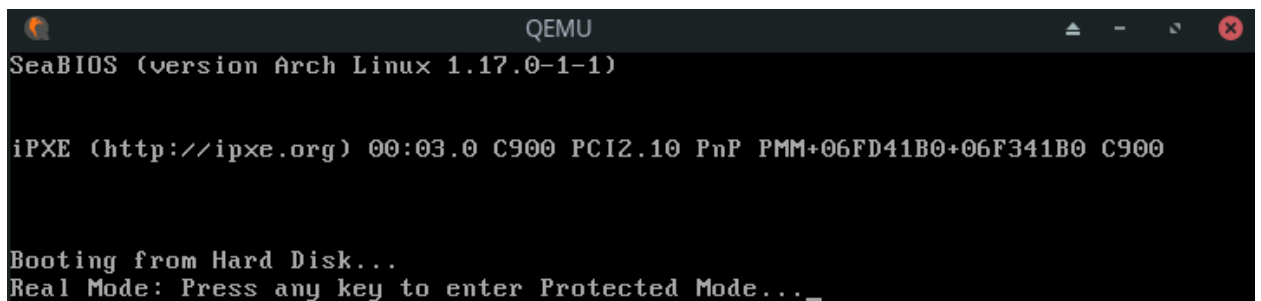 QEMU
SeaBIOS (version Arch Linux 1.17.0-1-1)
iPXE (http://ipxe.org) 00:03.0 C900 PCI2.10 PnP PMM+06FD41B0+06F341B0 C900
Booting from Hard Disk...
Real Mode: Press any key to enter Protected Mode..._